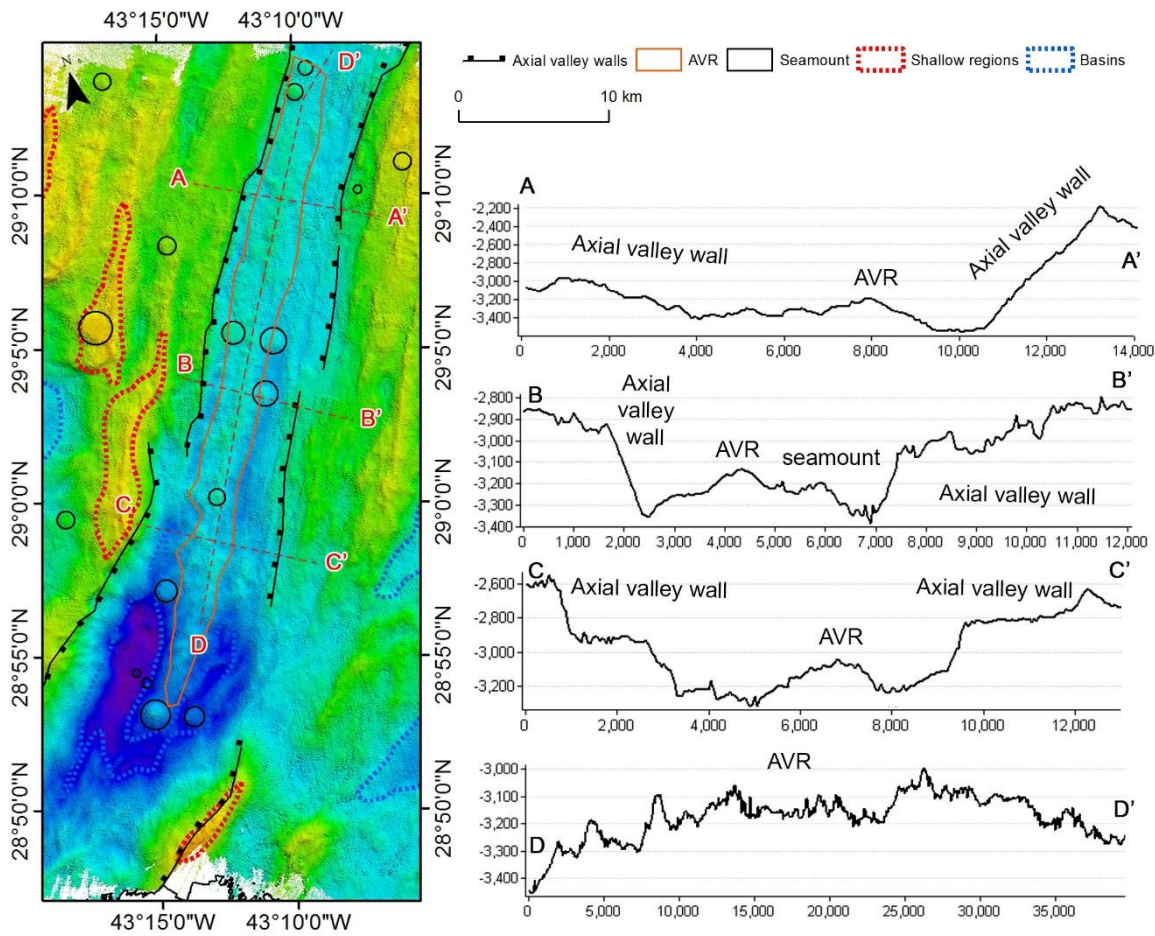 43°15'0"W 43°10'0"W
N
29°10'0"N
29°5'0"N
29°0'0"N
28°55'0"N
28°50'0"N
D'
A
A'
B
B'
C
C'
D
29°10'0"N
29°5'0"N
29°0'0"N
28°55'0"N
28°50'0"N
43°15'0"W 43°10'0"W
Axial valley walls AVR Seamount Shallow regions Basins
0 10 km
A
-2,200
-2,400
-2,600
-2,800
-3,000
-3,200
-3,400
Axial valley wall
AVR
Axial valley wall
A'
0 2,000 4,000 6,000 8,000 10,000 12,000 14,000
B
B'
-2,800
-2,900
-3,000
-3,100
-3,200
-3,300
-3,400
Axial
valley
wall
AVR
seamount
Axial valley wall
0 1,000 2,000 3,000 4,000 5,000 6,000 7,000 8,000 9,000 10,000 11,000 12,000
C
C'
-2,600
-2,800
-3,000
-3,200
Axial valley wall
AVR
Axial valley wall
0 2,000 4,000 6,000 8,000 10,000 12,000
AVR
-3,000
-3,100
-3,200
-3,300
-3,400
D
D'
0 5,000 10,000 15,000 20,000 25,000 30,000 35,000